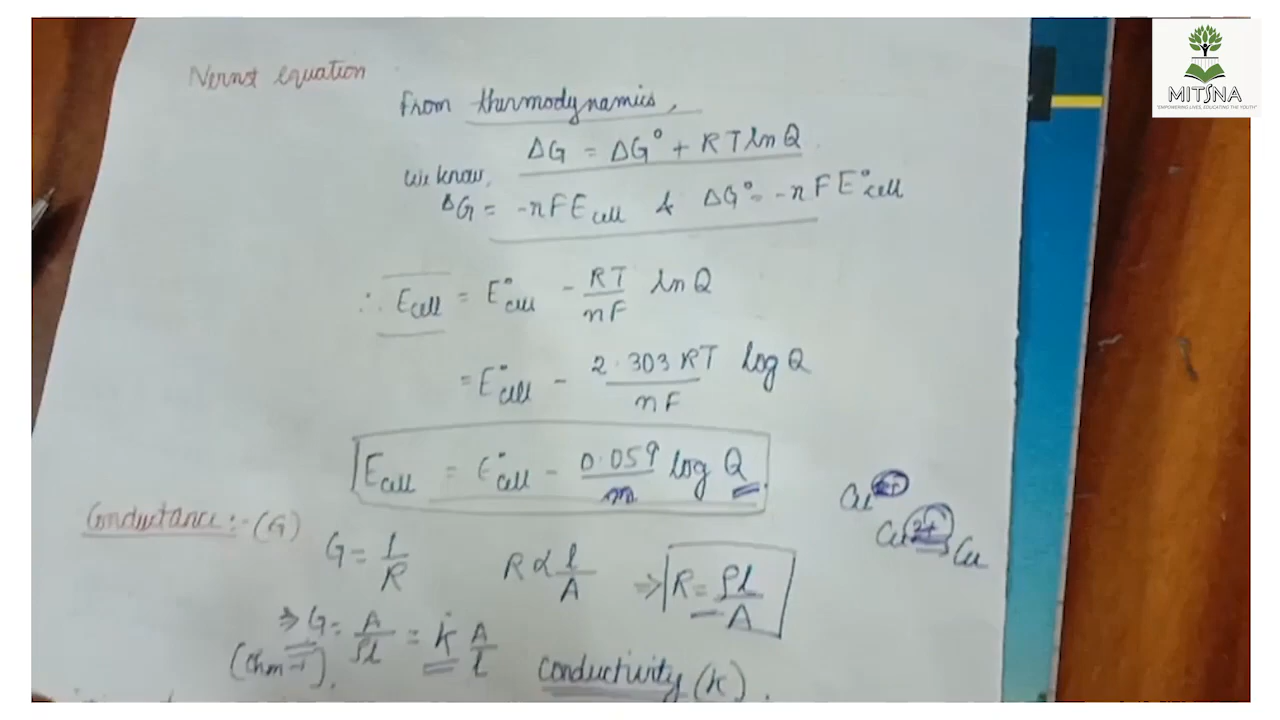 Nernst equation
From thermodynamics,
ΔG = ΔG° + RT ln Q
We know,
ΔG = -nFEcell & ΔG° = -nFE°cell
∴ Ecell = E°cell - RT/nF ln Q
= E°cell - 2.303 RT/nF log Q
Ecell = E°cell - 0.059/n log Q
Cu2+
Cu2+ Cu
Conductance:- (G)
G = 1/R R ∝ l/A ⇒ R = ρl/A
⇒ G = A/ρl = K A/l
(Ohm-1). Conductivity (K).
MITSNA
"EMPOWERING LIVES, EDUCATING THE YOUTH"